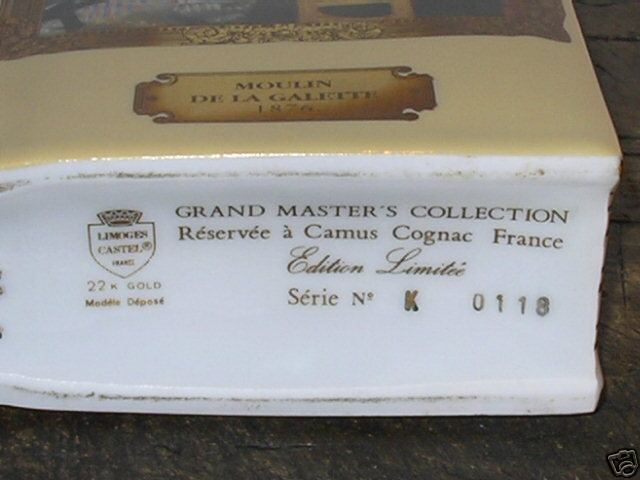 MOULIN
DE LA GALETTE
1876
LIMOGES
CASTEL®
FRANCE
22 K GOLD
Modèle Déposé
GRAND MASTER'S COLLECTION
Réservée à Camus Cognac France
Edition Limitée
Série Nº K 0118